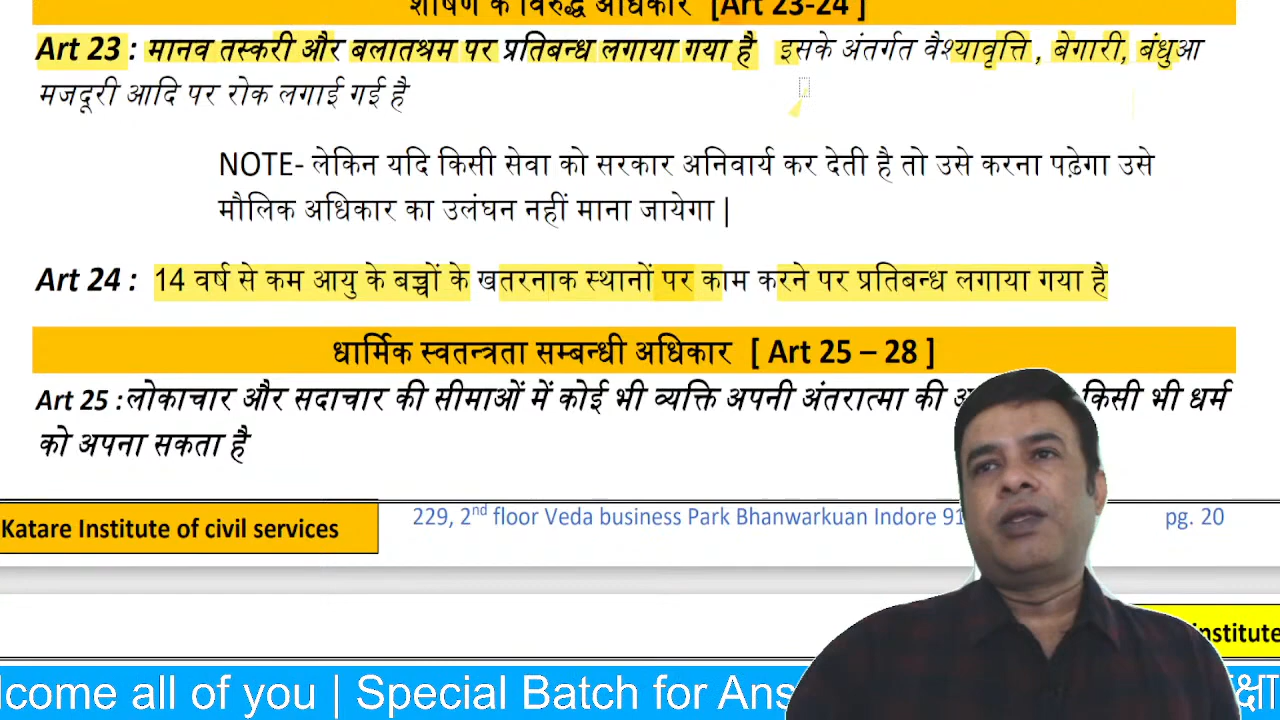 शोषण के विरुद्ध अधिकार [Art 23-24 ]
Art 23 : मानव तस्करी और बलातश्रम पर प्रतिबन्ध लगाया गया है इसके अंतर्गत वैश्यावृत्ति , बेगारी, बंधुआ
मजदूरी आदि पर रोक लगाई गई है
NOTE- लेकिन यदि किसी सेवा को सरकार अनिवार्य कर देती है तो उसे करना पढ़ेगा उसे
मौलिक अधिकार का उलंघन नहीं माना जायेगा |
Art 24 : 14 वर्ष से कम आयु के बच्चों के खतरनाक स्थानों पर काम करने पर प्रतिबन्ध लगाया गया है
धार्मिक स्वतन्त्रता सम्बन्धी अधिकार [ Art 25 – 28 ]
Art 25 :लोकाचार और सदाचार की सीमाओं में कोई भी व्यक्ति अपनी अंतरात्मा की किसी भी धर्म
को अपना सकता है
Katare Institute of civil services
229, 2nd floor Veda business Park Bhanwarkuan Indore 91
pg. 20
institute
lcome all of you | Special Batch for Ans